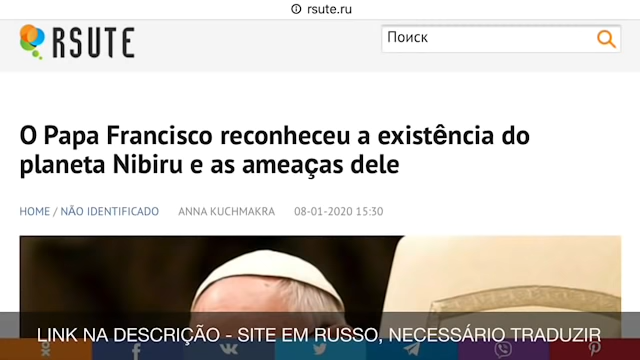 rsute.ru
RSUTE
Поиск
O Papa Francisco reconheceu a existência do
planeta Nibiru e as ameaças dele
HOME / NÃO IDENTIFICADO ANNA KUCHMAKRA 08-01-2020 15:30
LINK NA DESCRIÇÃO - SITE EM RUSSO, NECESSÁRIO TRADUZIR